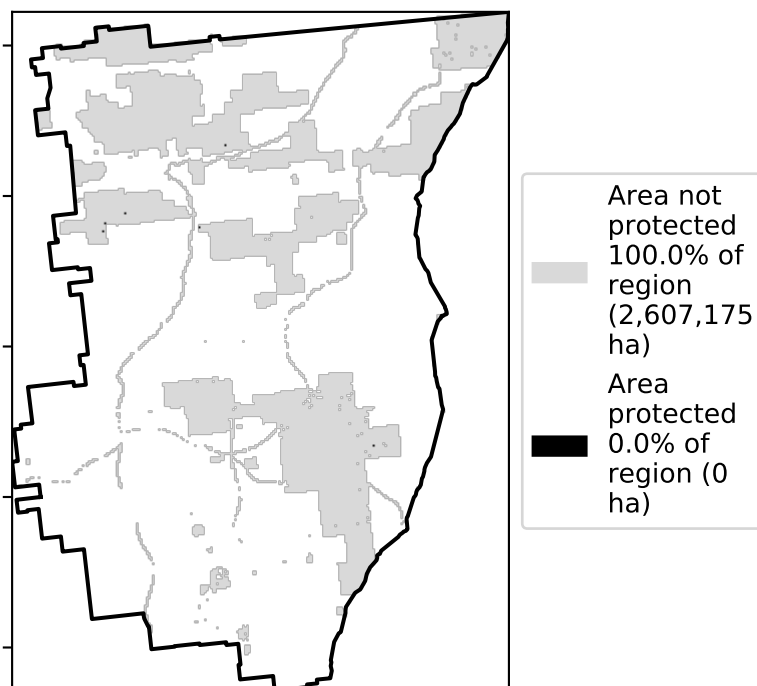 Area not
protected
100.0% of
region
(2,607,175
ha)
Area
protected
0.0% of
region (0
ha)